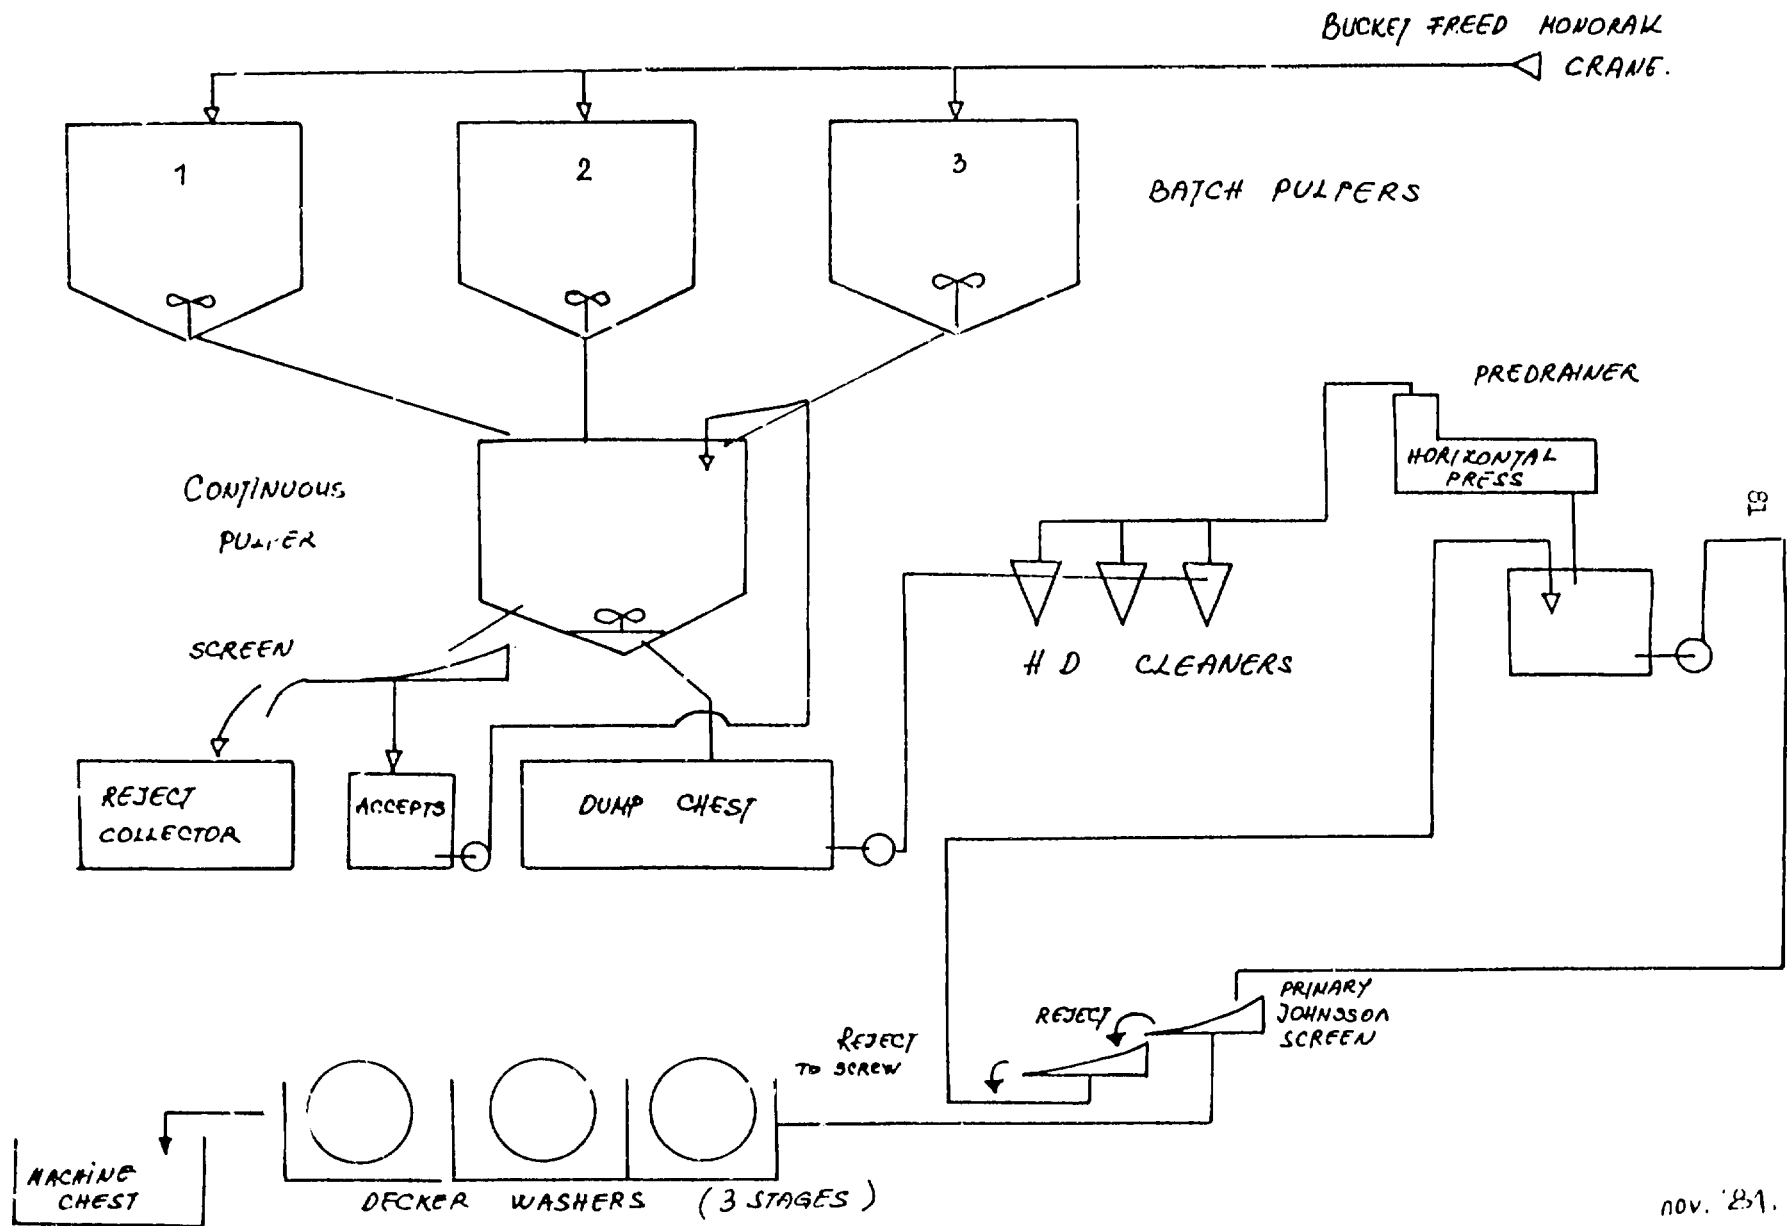 BUCKET FREED MONORAIL
CRANE.
1
2
3
BATCH PULPERS
PREDRAINER
HORIZONTAL
PRESS
81
CONTINUOUS
PULPER
SCREEN
H D CLEANERS
REJECT
COLLECTOR
ACCEPTS
DUMP CHEST
PRIMARY
JOHNSSON
SCREEN
REJECT
REJECT
TO SCREW
MACHINE
CHEST
DECKER WASHERS (3 STAGES)
nov. '81.